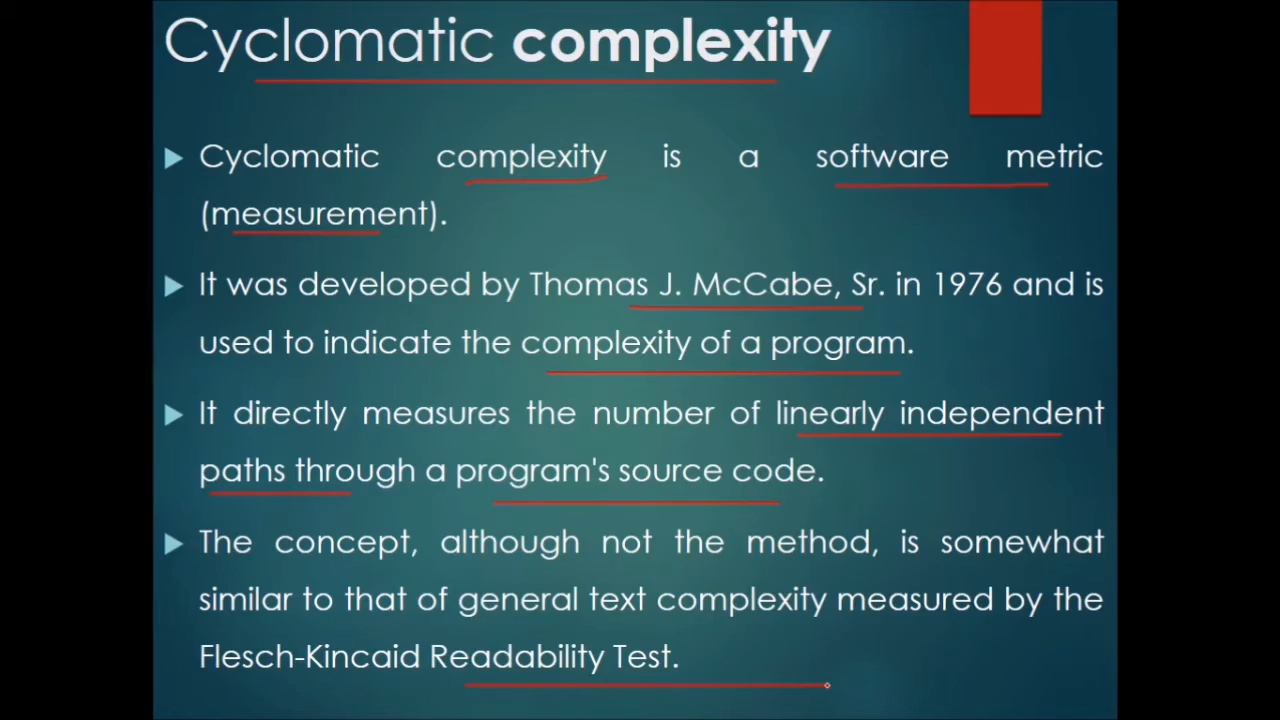 Cyclomatic complexity
Cyclomatic complexity is a software metric
(measurement).
It was developed by Thomas J. McCabe, Sr. in 1976 and is
used to indicate the complexity of a program.
It directly measures the number of linearly independent
paths through a program's source code.
The concept, although not the method, is somewhat
similar to that of general text complexity measured by the
Flesch-Kincaid Readability Test.